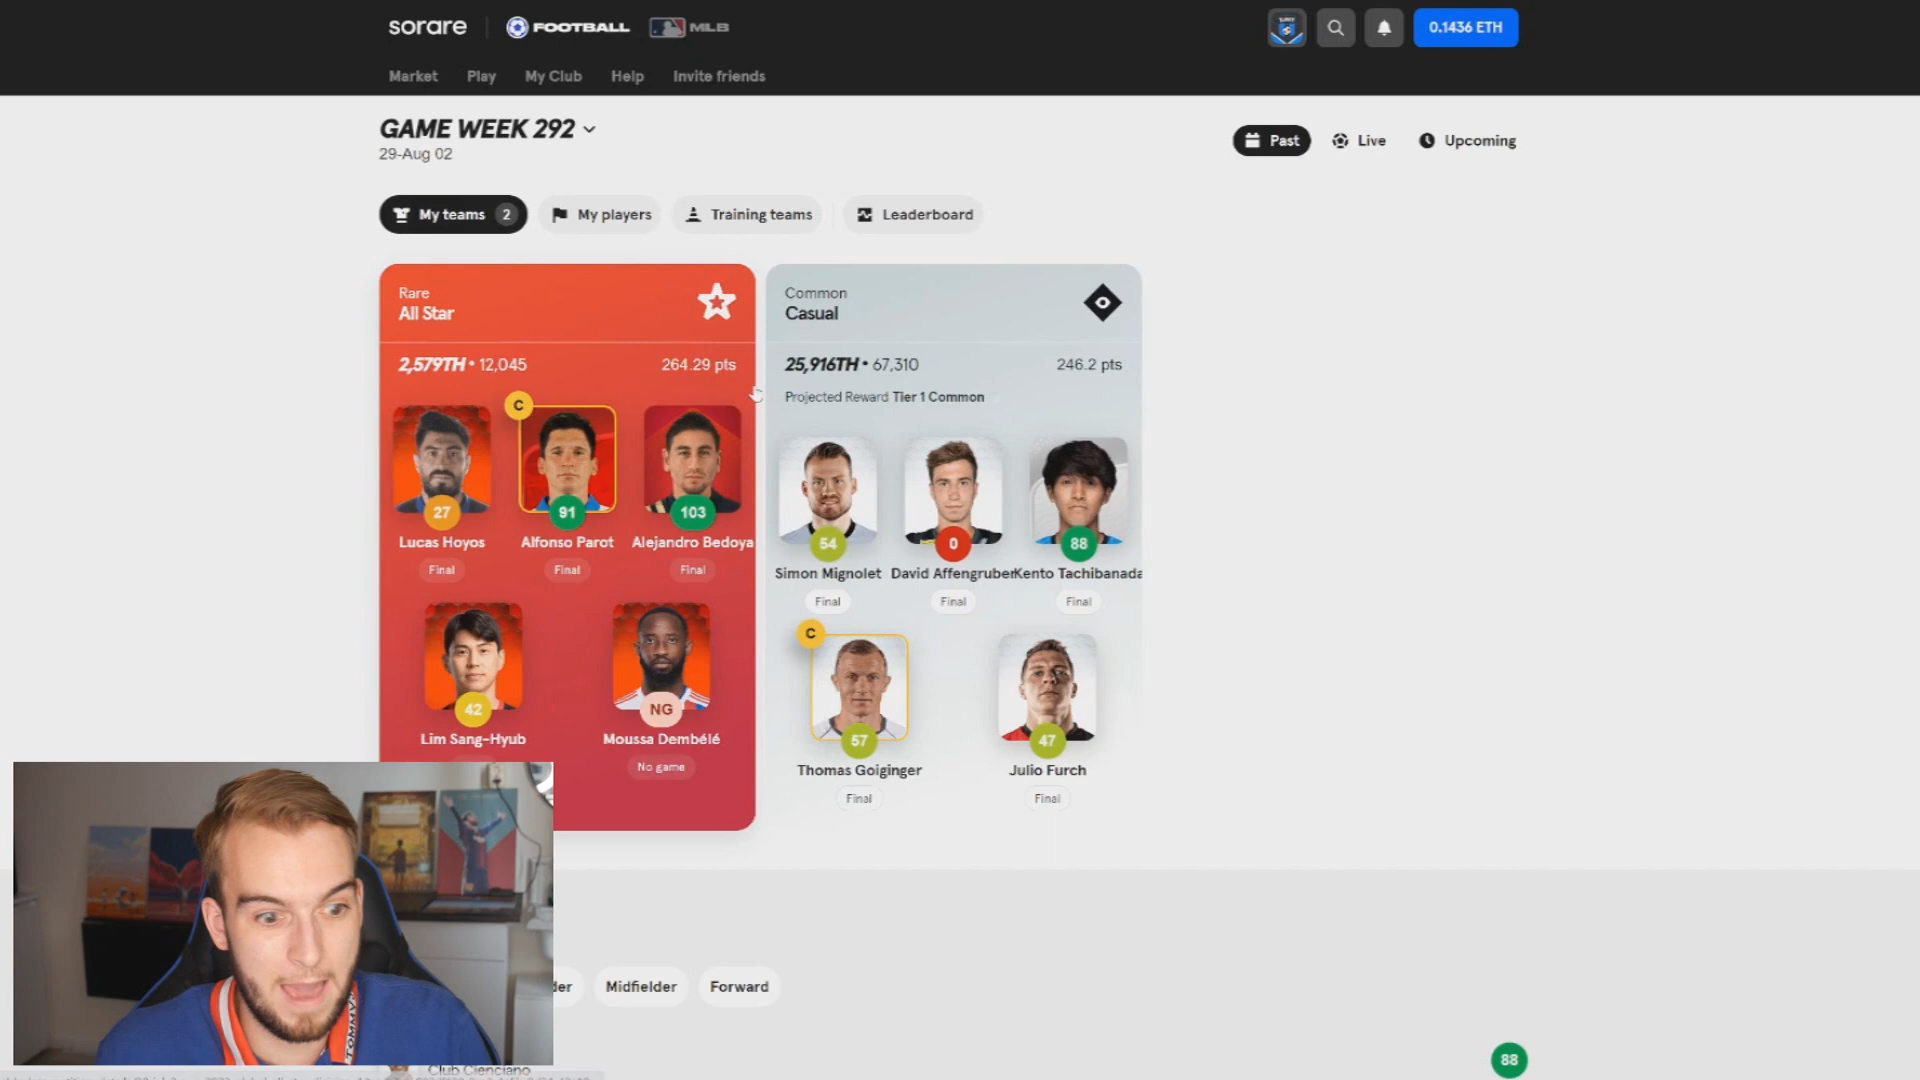 sorare
FOOTBALL
MLB
0.1436 ETH
Market
Play
My Club
Help
Invite friends
GAME WEEK 292
29-Aug 02
Past
Live
Upcoming
My teams 2
My players
Training teams
Leaderboard
Rare
All Star
2,579TH • 12,045
264.29 pts
C
27
91
103
Lucas Hoyos
Alfonso Parot
Alejandro Bedoya
Final
Final
Final
42
NG
Lim Sang-Hyub
Moussa Dembélé
No game
Common
Casual
25,916TH • 67,310
246.2 pts
Projected Reward Tier 1 Common
54
0
88
Simon Mignolet
David Affengruber
Kento Tachibanada
Final
Final
Final
C
57
47
Thomas Goiginger
Julio Furch
Final
Final
der
Midfielder
Forward
Club Cienciano
88